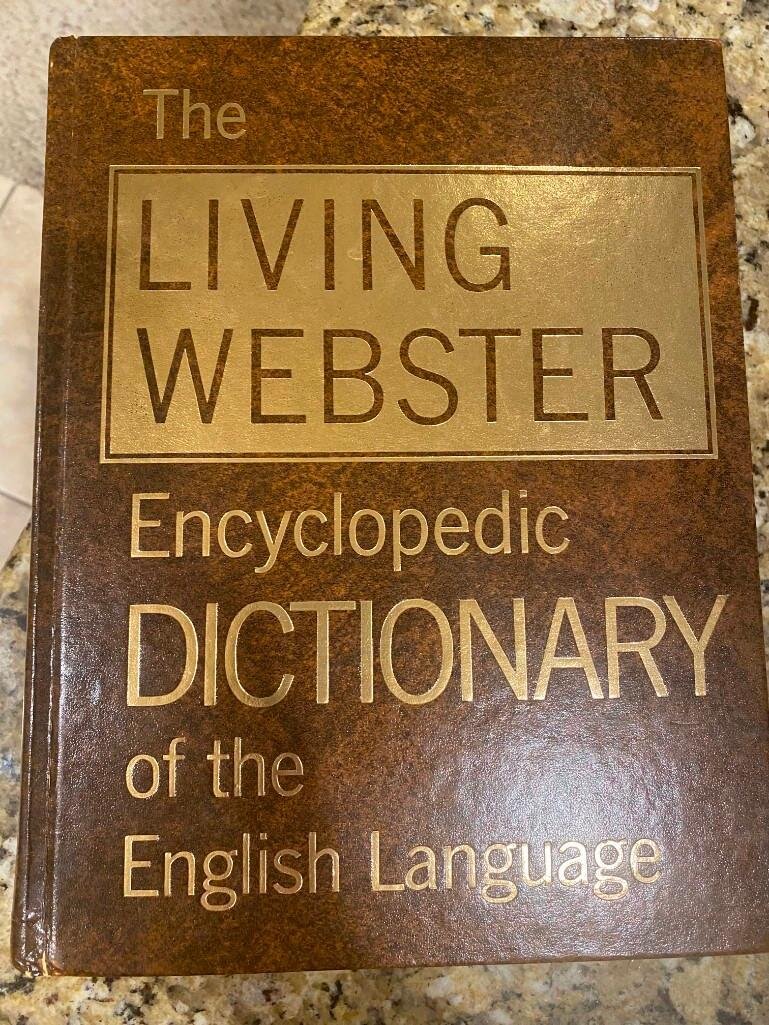 The
LIVING
WEBSTER
Encyclopedic
DICTIONARY
of the
English Language